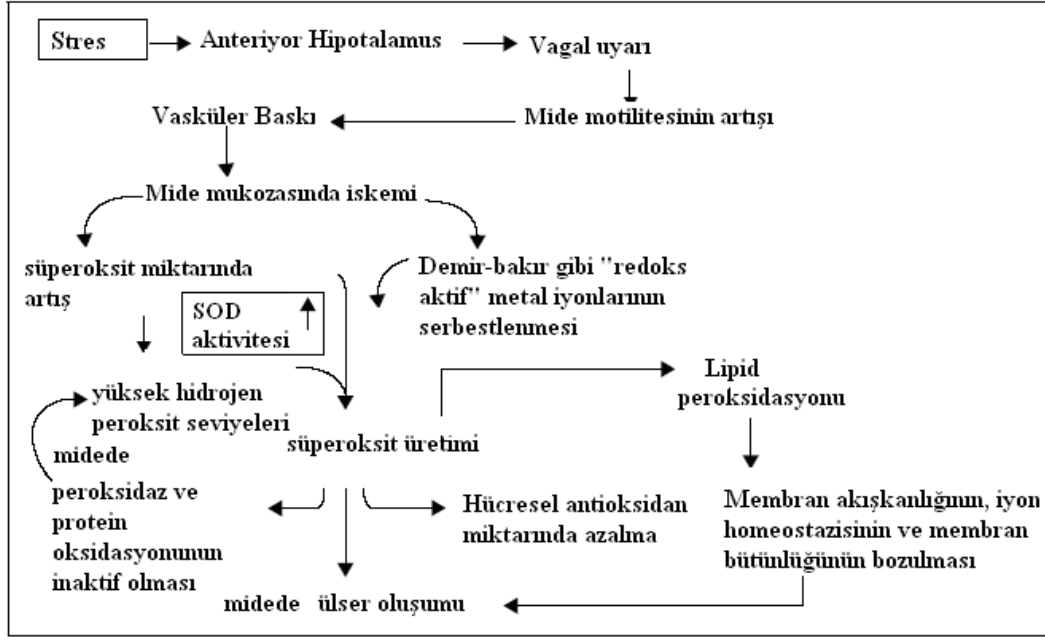 Stres
Anteriyor Hipotalamus
Vagal uyarı
Vasküler Baskı
Mide motilitesinin artışı
Mide mukozasında iskemi
süperoksit miktarında
artış
Demir-bakır gibi "redoks
aktif" metal iyonlarının
serbestlenmesi
SOD
aktivitesi
yüksek hidrojen
peroksit seviyeleri
Lipid
peroksidasyonu
süperoksit üretimi
midede
peroksidaz ve
protein
oksidasyonunun
inaktif olması
Hücresel antioksidan
miktarında azalma
Membran akışkanlığının, iyon
homeostazisinin ve membran
bütünlüğünün bozulması
midede ülser oluşumu